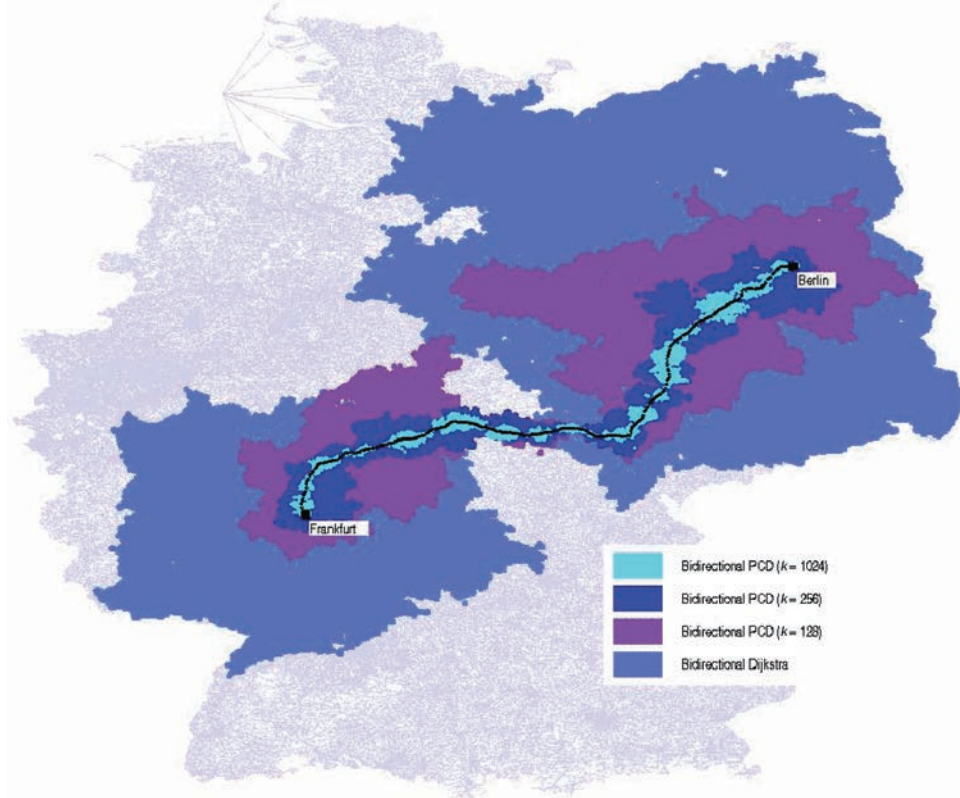 Berlin
Frankfurt
Bidirectional PCD (k = 1024)
Bidirectional PCD (k = 256)
Bidirectional PCD (k = 128)
Bidirectional Dijkstra